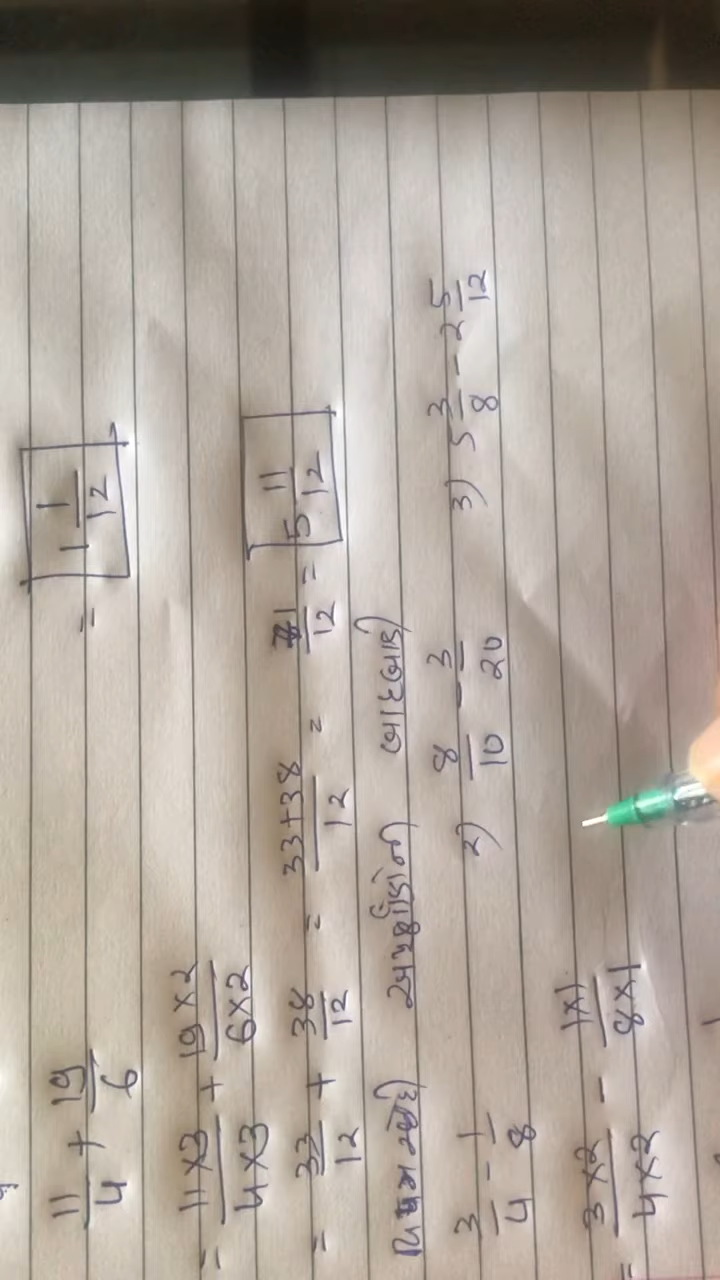 11/4 + 19/6 = 1 1/12
= 11×3/4×3 + 19×2/6×2
= 33/12 + 38/12 = 33+38/12 = 71/12 = 5 11/12
વિષમ છેદી અપૂર્ણાંકોની બાદબાકી
3/4 - 1/8 2) 8/10 - 3/20 3) 5 3/8 - 2 5/12
= 3×2/4×2 - 1×1/8×1